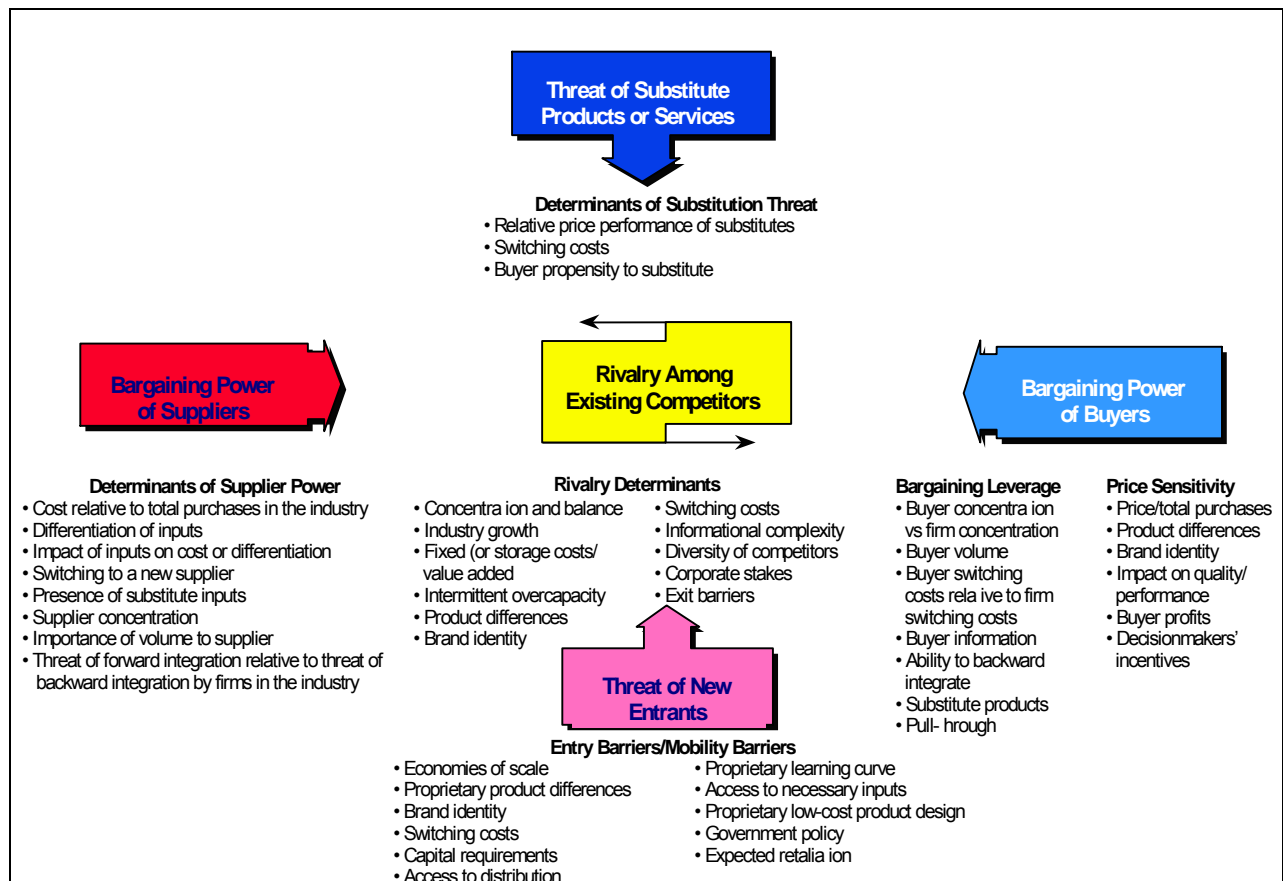 Threat of Substitute
Products or Services
Determinants of Substitution Threat
• Relative price performance of substitutes
• Switching costs
• Buyer propensity to substitute
Bargaining Power
of Suppliers
Rivalry Among
Existing Competitors
Bargaining Power
of Buyers
Determinants of Supplier Power
• Cost relative to total purchases in the industry
• Differentiation of inputs
• Impact of inputs on cost or differentiation
• Switching to a new supplier
• Presence of substitute inputs
• Supplier concentration
• Importance of volume to supplier
• Threat of forward integration relative to threat of
backward integration by firms in the industry
Rivalry Determinants
• Concentra ion and balance
• Industry growth
• Fixed (or storage costs/
value added
• Intermittent overcapacity
• Product differences
• Brand identity
• Switching costs
• Informational complexity
• Diversity of competitors
• Corporate stakes
• Exit barriers
Bargaining Leverage
• Buyer concentra ion
vs firm concentration
• Buyer volume
• Buyer switching
costs rela ive to firm
switching costs
• Buyer information
• Ability to backward
integrate
• Substitute products
• Pull- hrough
Price Sensitivity
• Price/total purchases
• Product differences
• Brand identity
• Impact on quality/
performance
• Buyer profits
• Decisionmakers'
incentives
Threat of New
Entrants
Entry Barriers/Mobility Barriers
• Economies of scale
• Proprietary product differences
• Brand identity
• Switching costs
• Capital requirements
• Access to distribution
• Proprietary learning curve
• Access to necessary inputs
• Proprietary low-cost product design
• Government policy
• Expected retalia ion